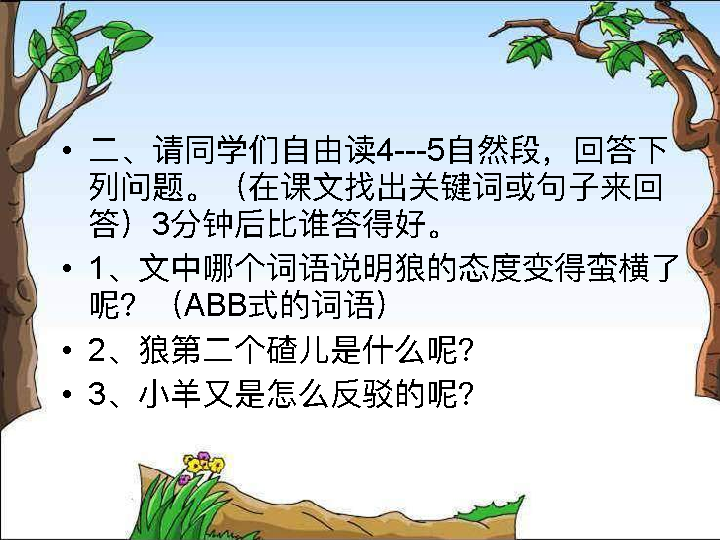 • 二、请同学们自由读4---5自然段，回答下
列问题。（在课文找出关键词或句子来回
答）3分钟后比谁答得好。
• 1、文中哪个词语说明狼的态度变得蛮横了
呢？（ABB式的词语）
• 2、狼第二个碴儿是什么呢？
• 3、小羊又是怎么反驳的呢？